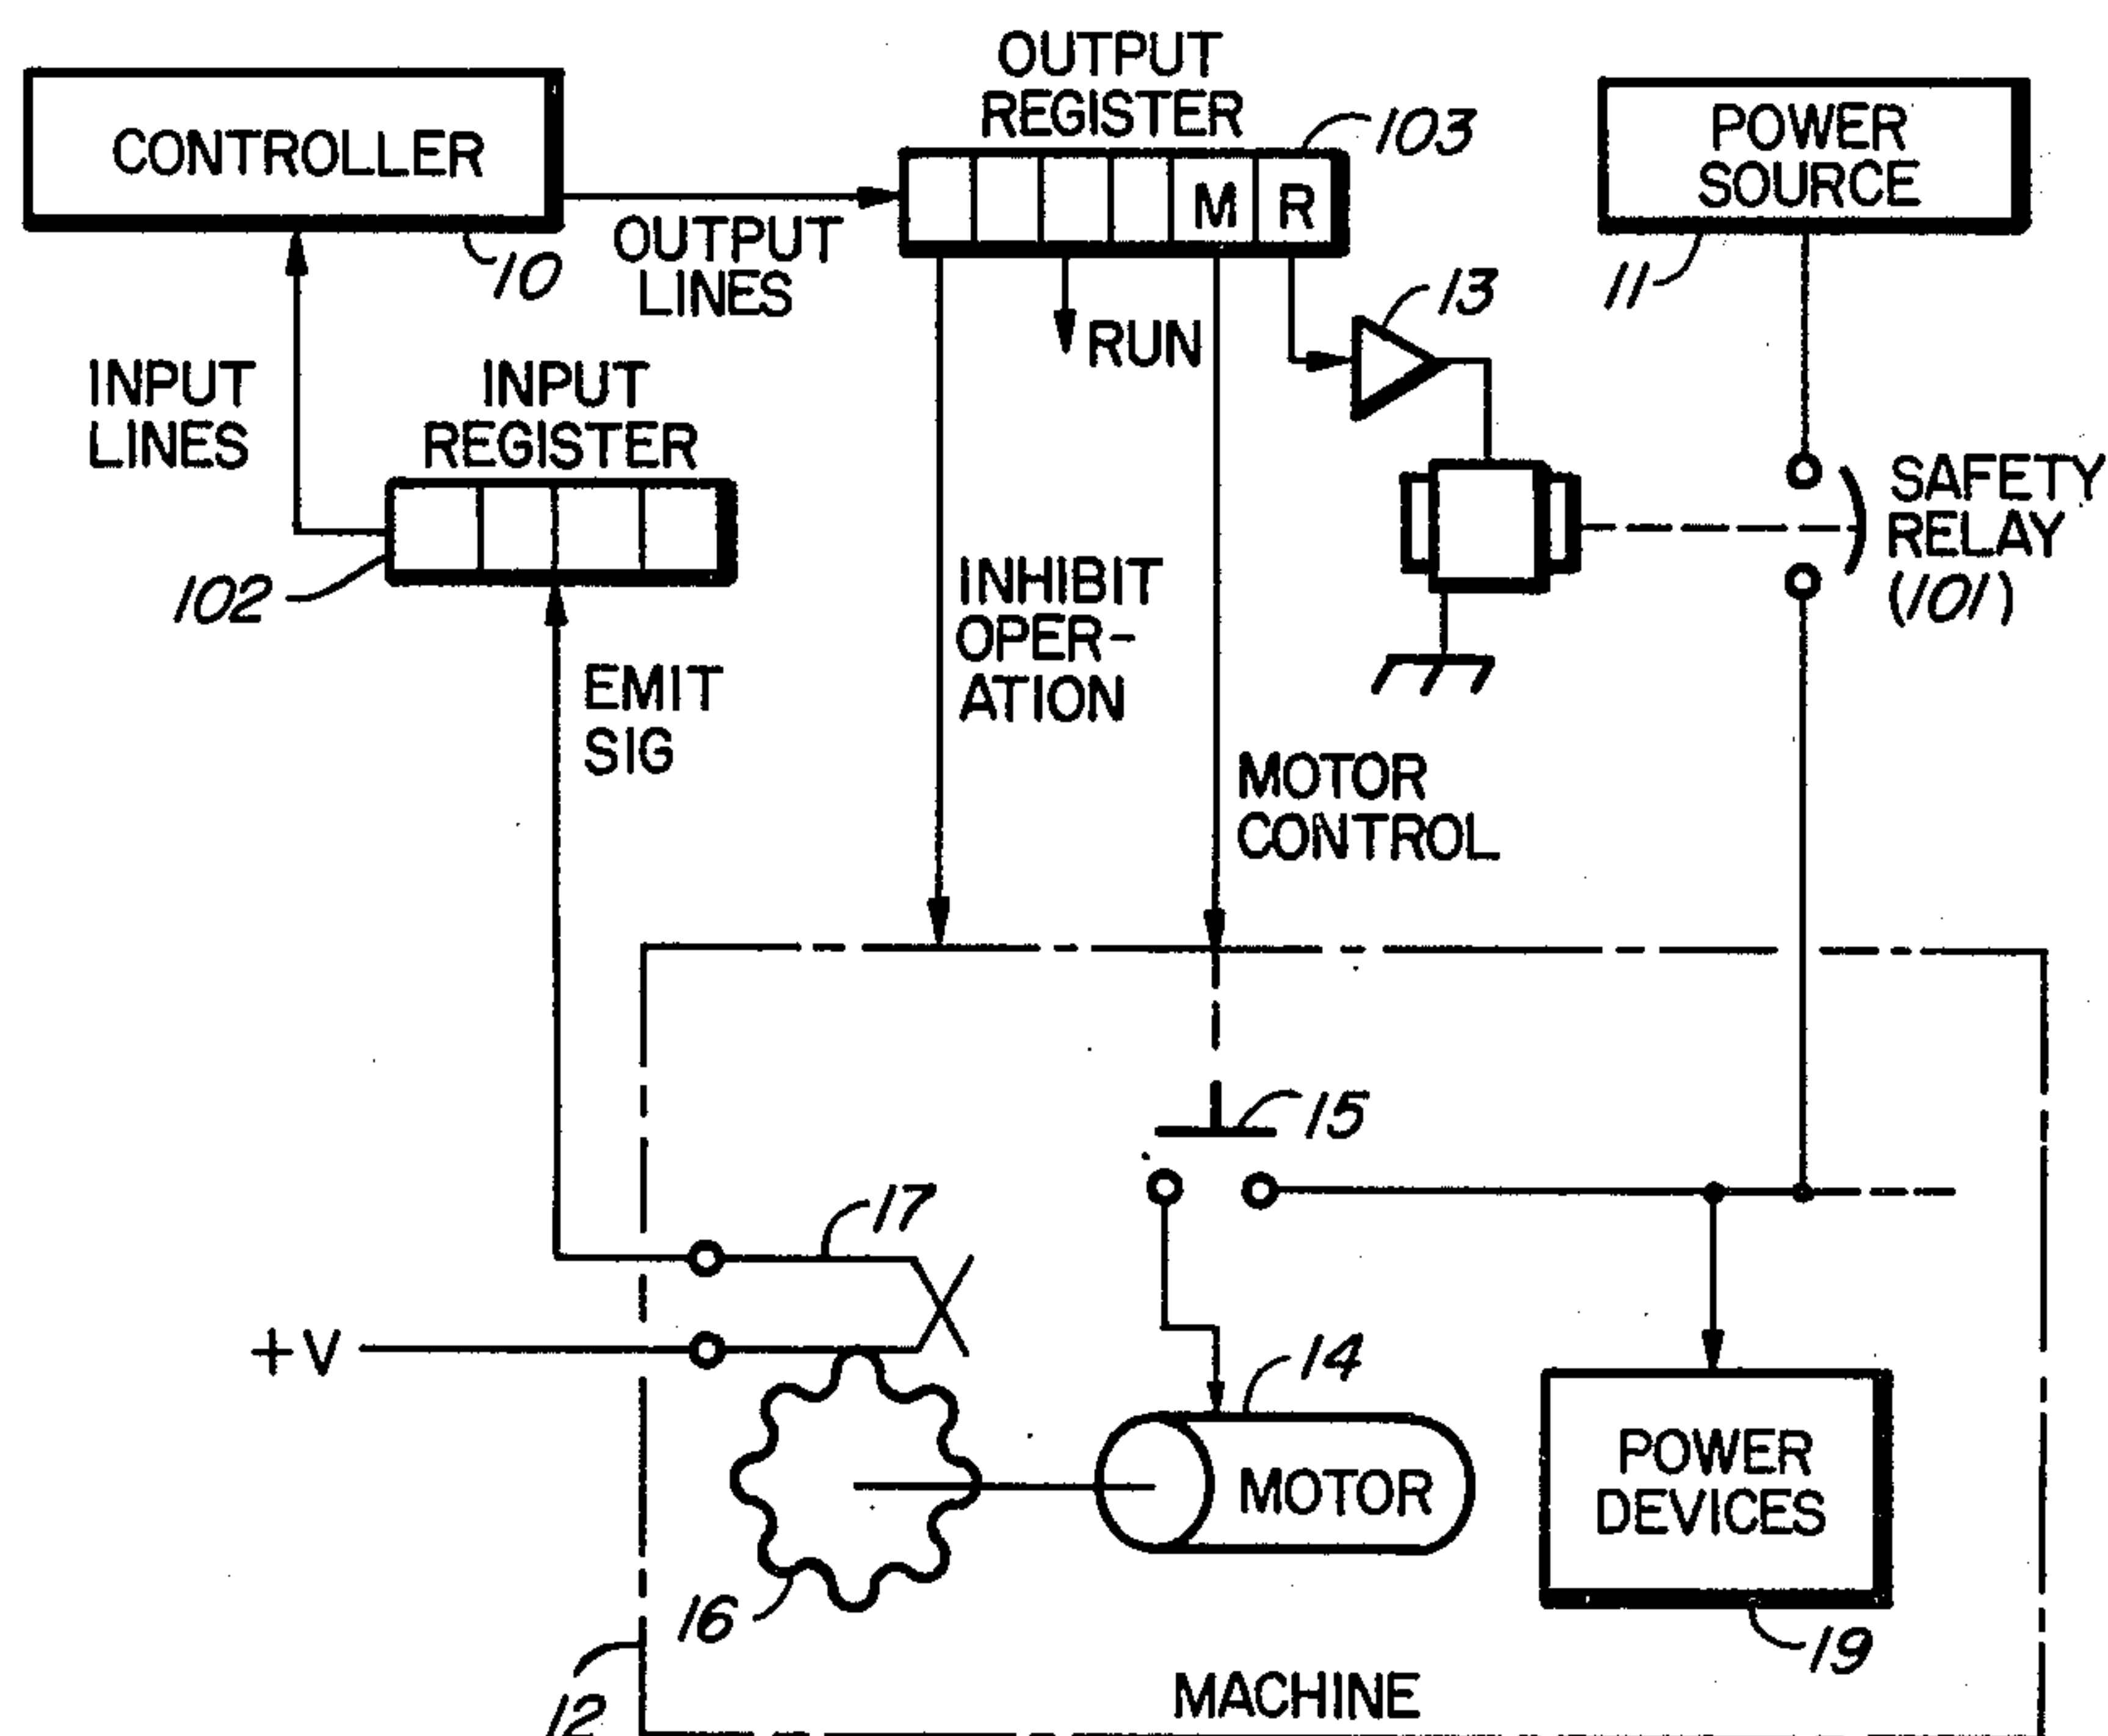 OUTPUT
REGISTER
103
CONTROLLER
POWER
SOURCE
M R
10
OUTPUT
LINES
11
13
RUN
INPUT
LINES
INPUT
REGISTER
SAFETY
RELAY
(101)
102
INHIBIT
OPER-
ATION
EMIT
SIG
MOTOR
CONTROL
15
17
+V
14
MOTOR
POWER
DEVICES
16
19
12
MACHINE